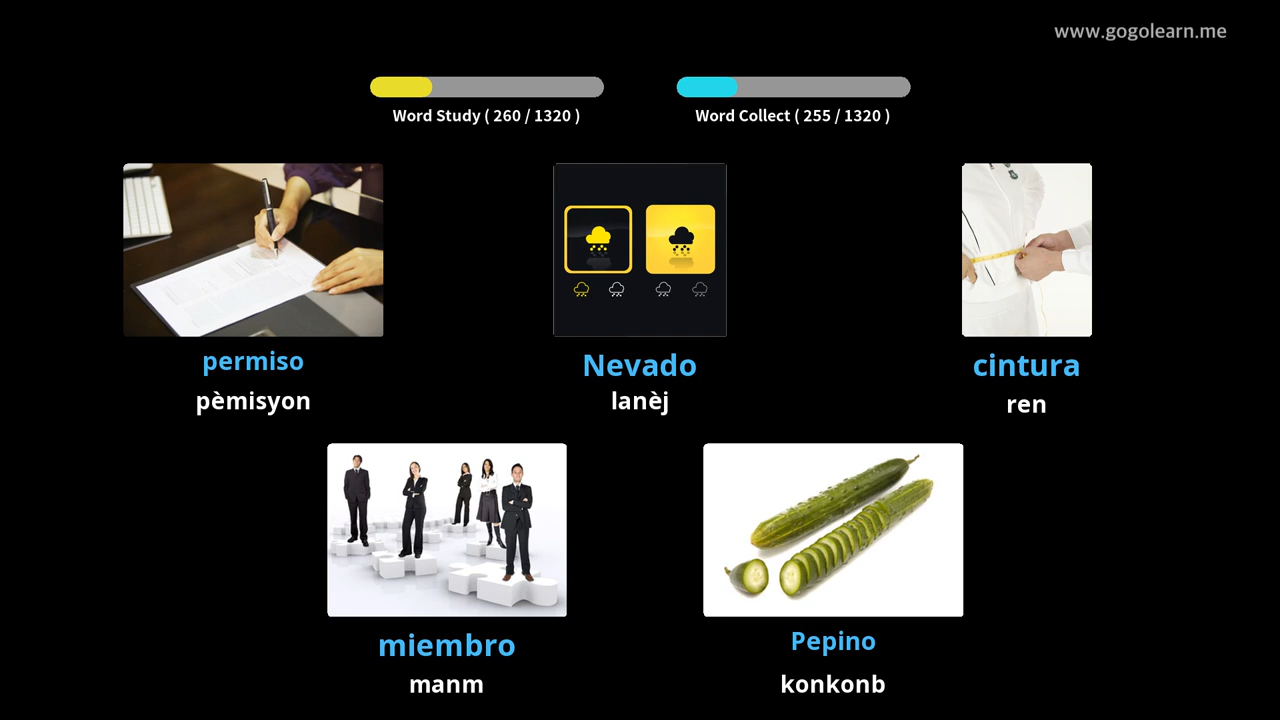 www.gogolearn.me
Word Study ( 260 / 1320 )
Word Collect ( 255 / 1320 )
permiso
pèmisyon
Nevado
lanèj
cintura
ren
miembro
manm
Pepino
konkonb